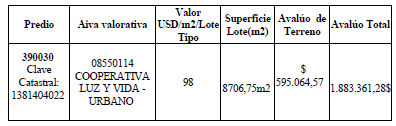 Predio
Aiva valorativa
Valor
USD/m2/Lote
Tipo
Superficie
Lote(m2)
Avalúo de
Terreno
Avalúo Total
390030
Clave
Catastral:
1381404022
08550114
COOPERATIVA
LUZ Y VIDA -
URBANO
98
8706,75m2
$
595.064,57
1.883.361,28$